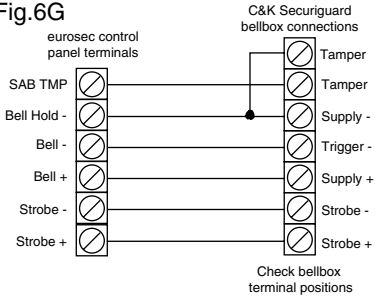 Fig.6G
C&K Securiguard
bellbox connections
eurosec control
panel terminals
Tamper
SAB TMP
Tamper
Bell Hold -
Supply -
Bell -
Trigger -
Bell +
Supply +
Strobe -
Strobe -
Strobe +
Strobe +
Check bellbox
terminal positions